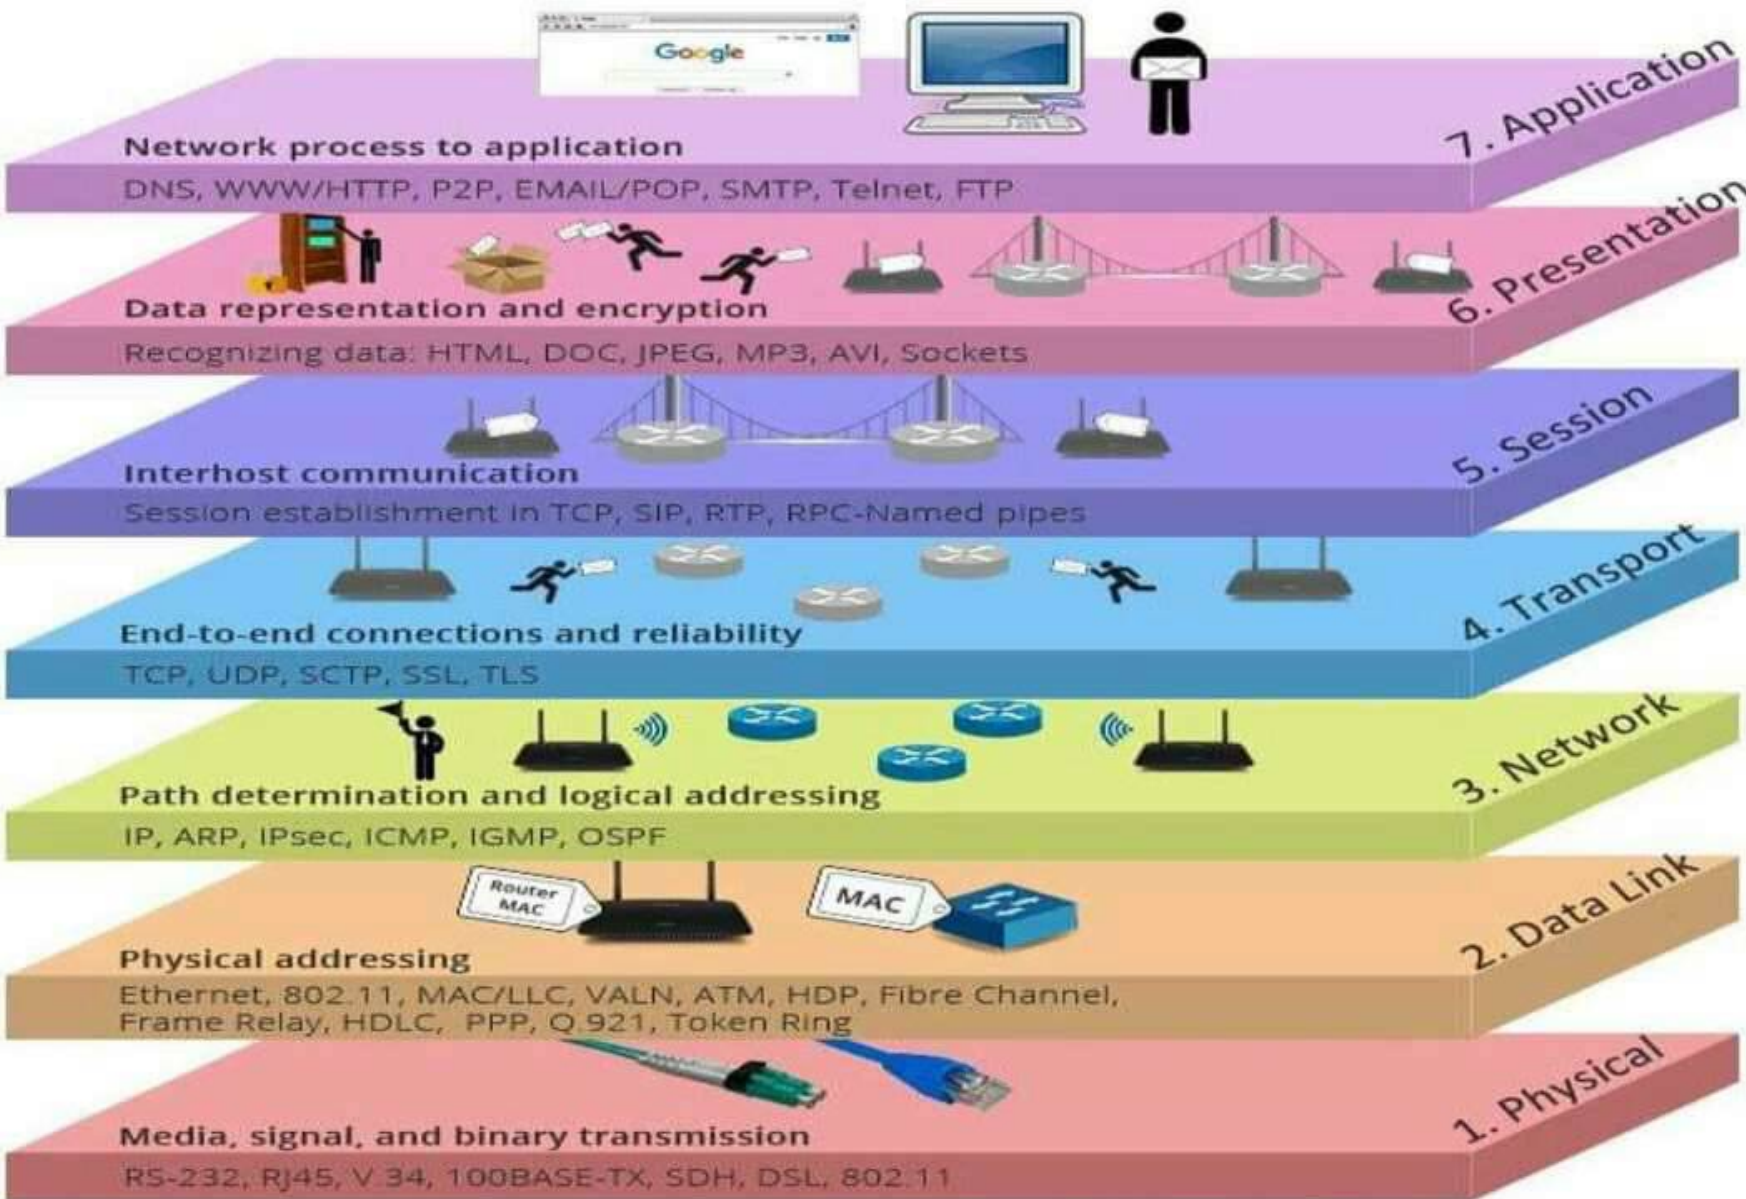 Google
7. Application
Network process to application
DNS, WWW/HTTP, P2P, EMAIL/POP, SMTP, Telnet, FTP
6. Presentation
Data representation and encryption
Recognizing data: HTML, DOC, JPEG, MP3, AVI, Sockets
5. Session
Interhost communication
Session establishment in TCP, SIP, RTP, RPC-Named pipes
4. Transport
End-to-end connections and reliability
TCP, UDP, SCTP, SSL, TLS
3. Network
Path determination and logical addressing
IP, ARP, IPsec, ICMP, IGMP, OSPF
Router
MAC
MAC
2. Data Link
Physical addressing
Ethernet, 802.11, MAC/LLC, VALN, ATM, HDP, Fibre Channel,
Frame Relay, HDLC, PPP, Q.921, Token Ring
1. Physical
Media, signal, and binary transmission
RS-232, RJ45, V.34, 100BASE-TX, SDH, DSL, 802.11